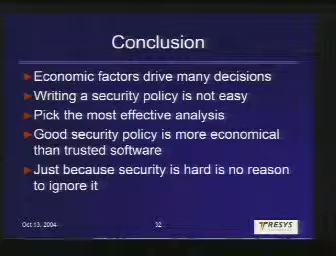 Conclusion
Economic factors drive many decisions
Writing a security policy is not easy
Pick the most effective analysis
Good security policy is more economical
than trusted software
Just because security is hard is no reason
to ignore it
Oct 13, 2004
32
TRESYS